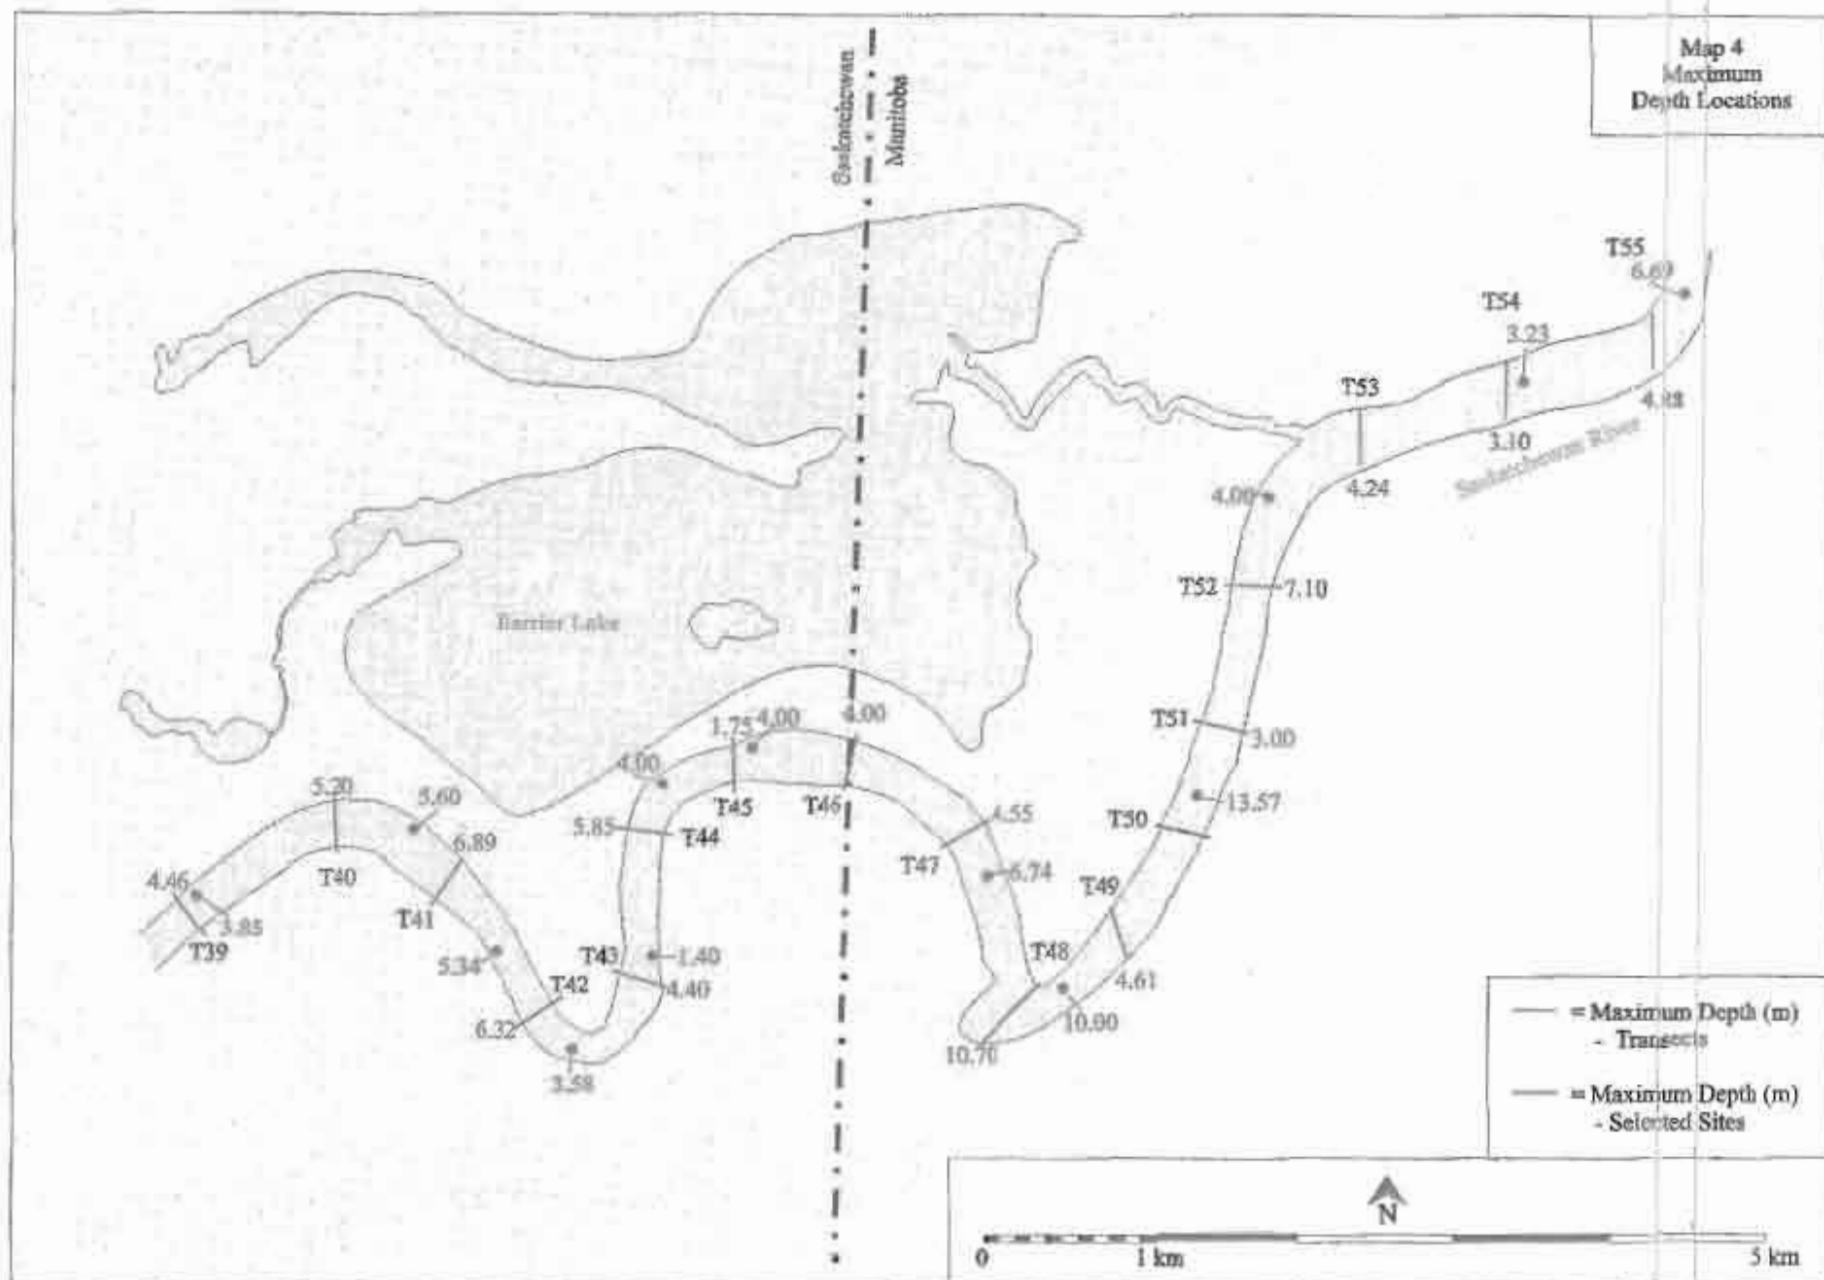 Map 4
Maximum
Depth Locations
Saskatchewan
Manitoba
T55
6.69
T54
3.23
T53
4.88
3.10
Saskatchewan River
4.24
4.00
T52
7.10
Barrier Lake
T51
3.00
1.75
4.00
4.00
4.00
5.20
5.60
T45
T46
13.57
5.85
T44
4.55
T50
6.89
T47
T40
6.74
4.46
T49
T41
3.85
T39
T43
1.40
T48
5.34
4.40
4.61
T42
6.32
10.00
10.70
3.58
= Maximum Depth (m)
- Transects
= Maximum Depth (m)
- Selected Sites
N
0
1 km
5 km